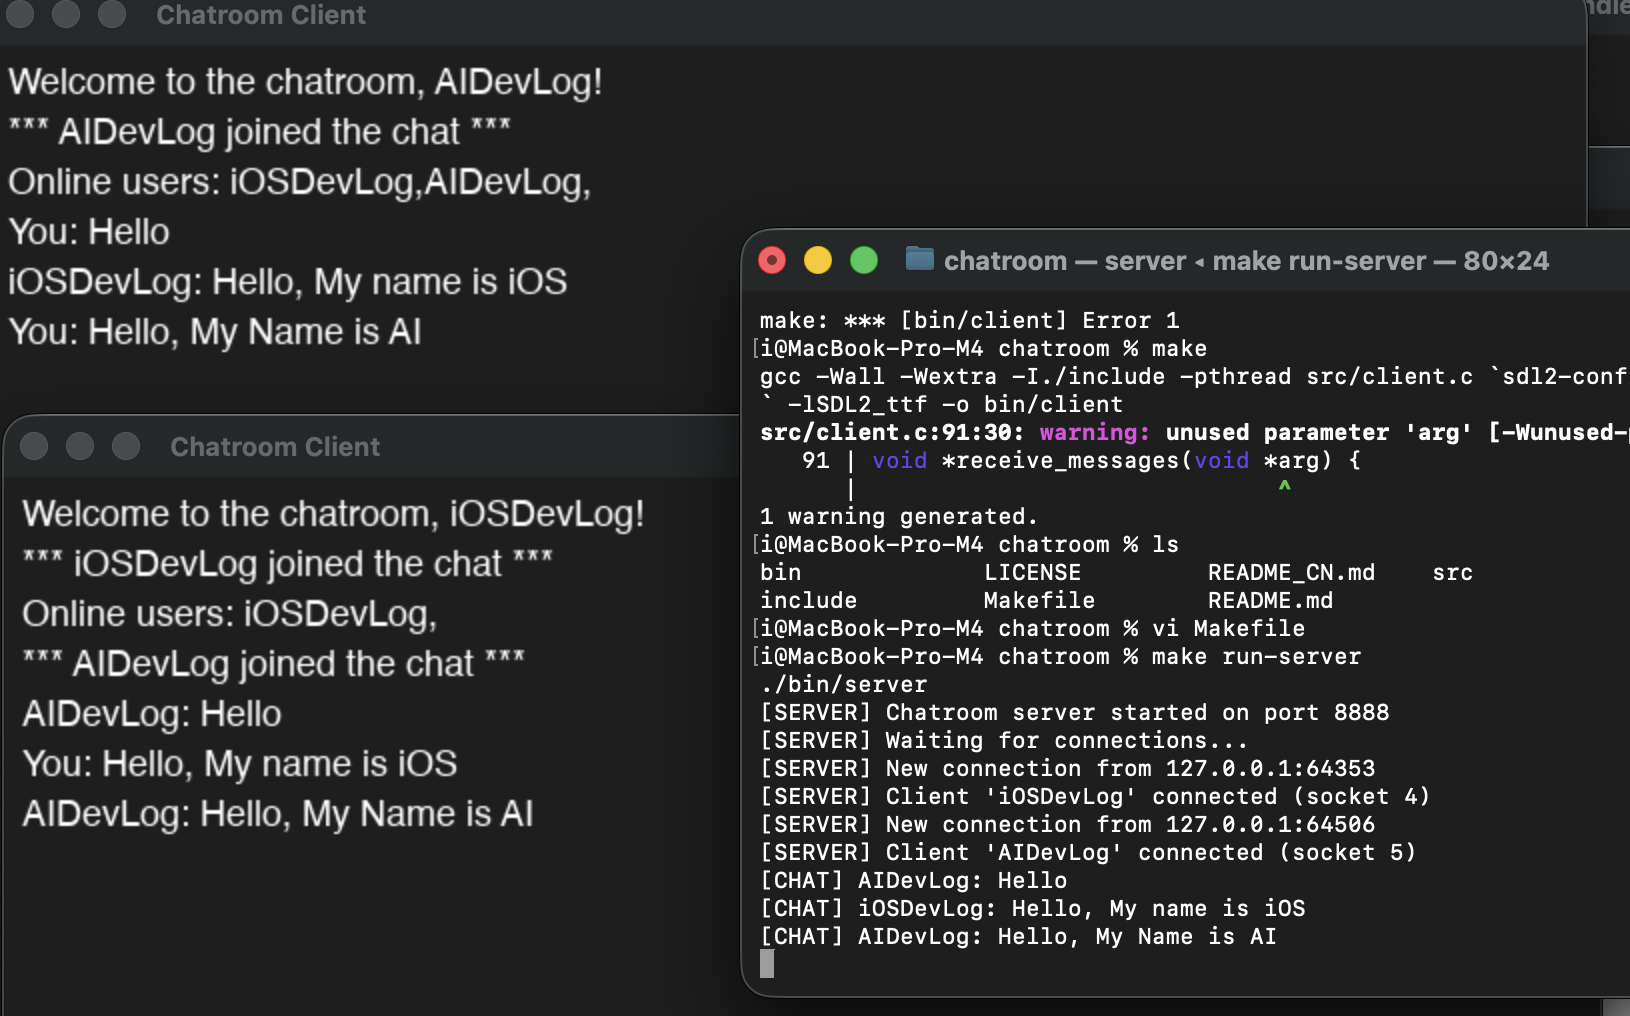 Chatroom Client
Welcome to the chatroom, AIDevLog!
*** AIDevLog joined the chat ***
Online users: iOSDevLog,AIDevLog,
You: Hello
iOSDevLog: Hello, My name is iOS
You: Hello, My Name is AI
Chatroom Client
Welcome to the chatroom, iOSDevLog!
*** iOSDevLog joined the chat ***
Online users: iOSDevLog,
*** AIDevLog joined the chat ***
AIDevLog: Hello
You: Hello, My name is iOS
AIDevLog: Hello, My Name is AI
chatroom — server ◂ make run-server — 80×24
make: *** [bin/client] Error 1
[i@MacBook-Pro-M4 chatroom % make
gcc -Wall -Wextra -I./include -pthread src/client.c `sdl2-conf
` -lSDL2_ttf -o bin/client
src/client.c:91:30: warning: unused parameter 'arg' [-Wunused-
91 | void *receive_messages(void *arg) {
| ^
1 warning generated.
[i@MacBook-Pro-M4 chatroom % ls
bin LICENSE README_CN.md src
include Makefile README.md
[i@MacBook-Pro-M4 chatroom % vi Makefile
[i@MacBook-Pro-M4 chatroom % make run-server
./bin/server
[SERVER] Chatroom server started on port 8888
[SERVER] Waiting for connections...
[SERVER] New connection from 127.0.0.1:64353
[SERVER] Client 'iOSDevLog' connected (socket 4)
[SERVER] New connection from 127.0.0.1:64506
[SERVER] Client 'AIDevLog' connected (socket 5)
[CHAT] AIDevLog: Hello
[CHAT] iOSDevLog: Hello, My name is iOS
[CHAT] AIDevLog: Hello, My Name is AI